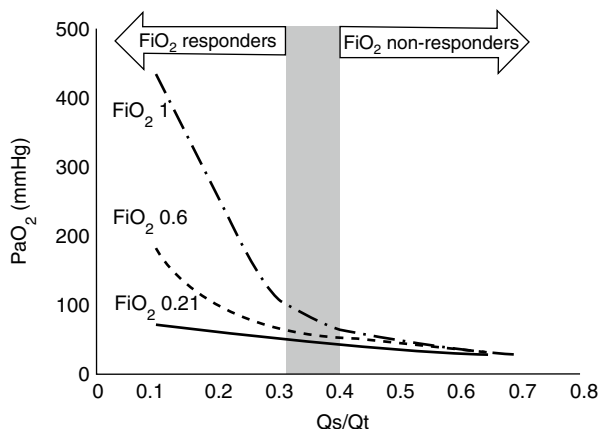 500
FiO2 responders
FiO2 non-responders
400
FiO2 1
300
PaO2 (mmHg)
200
FiO2 0.6
100
FiO2 0.21
0
0 0.1 0.2 0.3 0.4 0.5 0.6 0.7 0.8
Qs/Qt